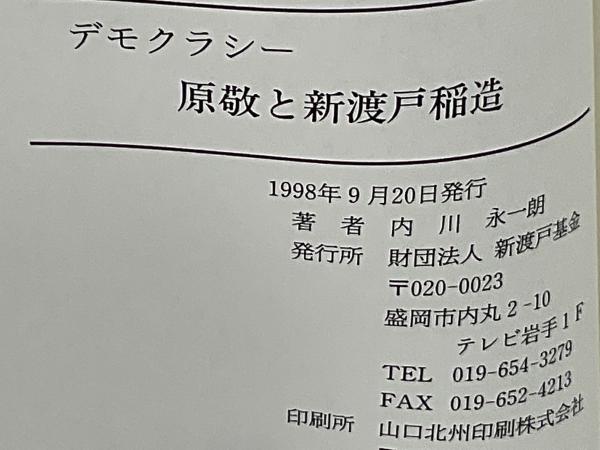 デモクラシー
原敬と新渡戸稲造
1998年9月20日発行
著者 内川 永一朗
発行所 財団法人 新渡戸基金
〒020-0023
盛岡市内丸2-10
テレビ岩手1F
TEL 019-654-3279
FAX 019-652-4213
印刷所 山口北州印刷株式会社